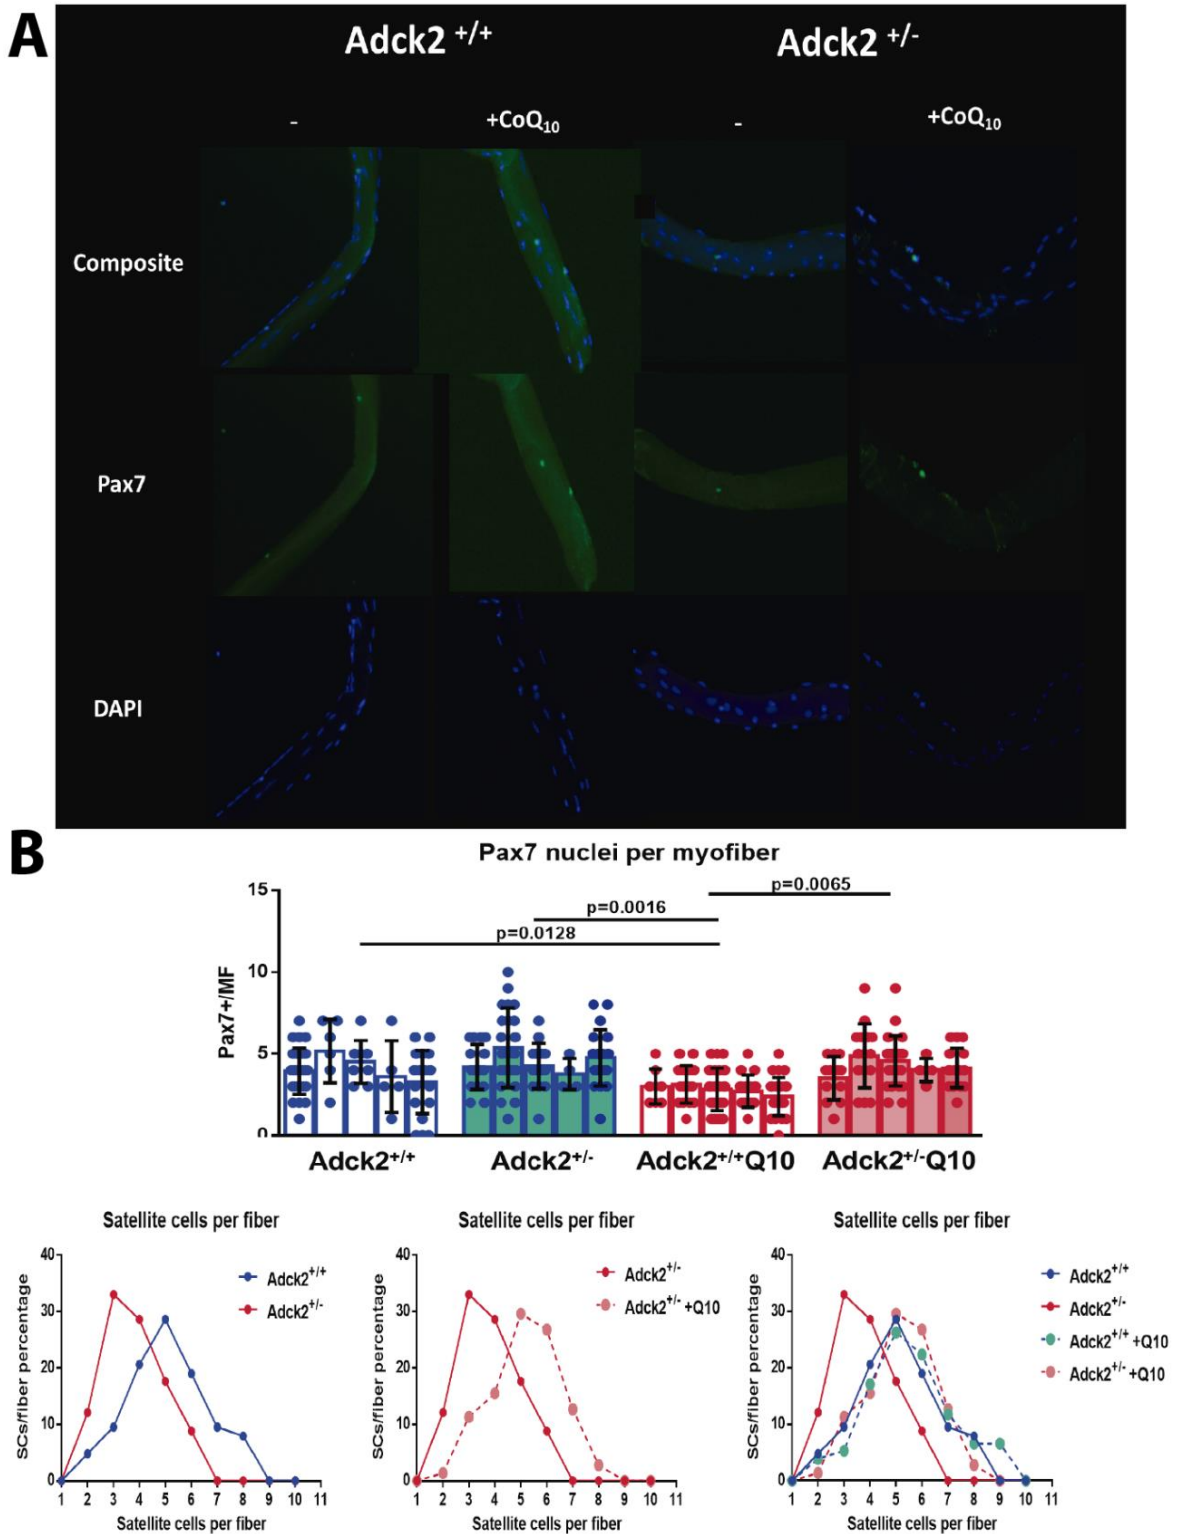 A
Adck2 +/+
Adck2 +/-
-
+CoQ10
-
+CoQ10
Composite
Pax7
DAPI
B
Pax7 nuclei per myofiber
p=0.0065
p=0.0016
p=0.0128
Pax7+/MF
15
10
5
0
Adck2+/+
Adck2+/-
Adck2+/+Q10
Adck2+/-Q10
Satellite cells per fiber
SCs/fiber percentage
40
30
20
10
0
1 2 3 4 5 6 7 8 9 10 11
Satellite cells per fiber
Adck2+/+
Adck2+/-
Satellite cells per fiber
SCs/fiber percentage
40
30
20
10
0
1 2 3 4 5 6 7 8 9 10 11
Satellite cells per fiber
Adck2+/-
Adck2+/- +Q10
Satellite cells per fiber
SCs/fiber percentage
40
30
20
10
0
1 2 3 4 5 6 7 8 9 10 11
Satellite cells per fiber
Adck2+/+
Adck2+/-
Adck2+/+ +Q10
Adck2+/- +Q10